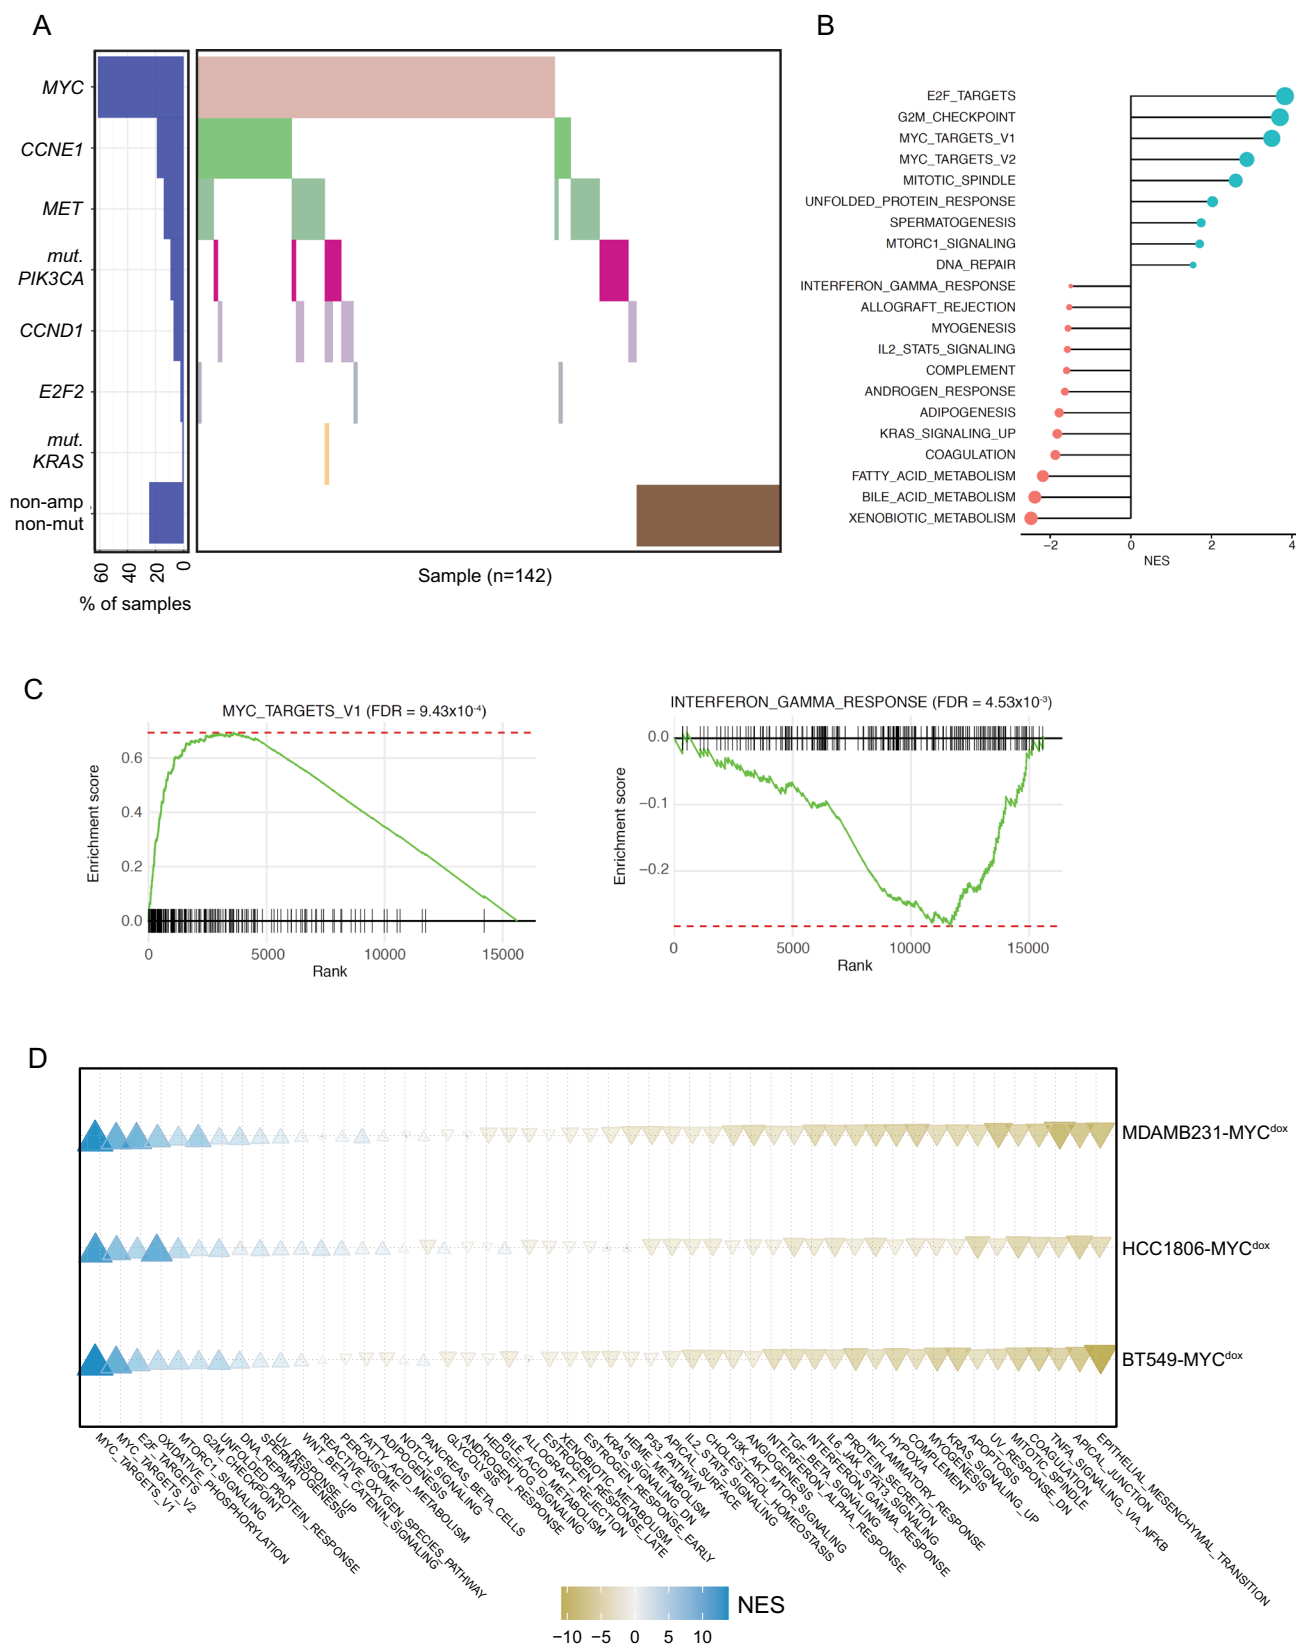 A
MYC
CCNE1
MET
mut.
PIK3CA
CCND1
E2F2
mut.
KRAS
non-amp
non-mut
60 40 20 0
% of samples
Sample (n=142)
B
E2F_TARGETS
G2M_CHECKPOINT
MYC_TARGETS_V1
MYC_TARGETS_V2
MITOTIC_SPINDLE
UNFOLDED_PROTEIN_RESPONSE
SPERMATOGENESIS
MTORC1_SIGNALING
DNA_REPAIR
INTERFERON_GAMMA_RESPONSE
ALLOGRAFT_REJECTION
MYOGENESIS
IL2_STAT5_SIGNALING
COMPLEMENT
ANDROGEN_RESPONSE
ADIPOGENESIS
KRAS_SIGNALING_UP
COAGULATION
FATTY_ACID_METABOLISM
BILE_ACID_METABOLISM
XENOBIOTIC_METABOLISM
−2 0 2 4
NES
C
MYC_TARGETS_V1 (FDR = 9.43x10⁻⁴)
Enrichment score
0.6
0.4
0.2
0.0
0 5000 10000 15000
Rank
INTERFERON_GAMMA_RESPONSE (FDR = 4.53x10⁻³)
Enrichment score
0.0
−0.1
−0.2
0 5000 10000 15000
Rank
D
MDAMB231-MYCdox
HCC1806-MYCdox
BT549-MYCdox
MYC_TARGETS_V1
MYC_TARGETS_V2
E2F_TARGETS
OXIDATIVE_PHOSPHORYLATION
MTORC1_SIGNALING
G2M_CHECKPOINT
UNFOLDED_PROTEIN_RESPONSE
DNA_REPAIR
SPERMATOGENESIS
UV_RESPONSE_UP
WNT_BETA_CATENIN_SIGNALING
REACTIVE_OXYGEN_SPECIES_PATHWAY
PEROXISOME
FATTY_ACID_METABOLISM
ADIPOGENESIS
NOTCH_SIGNALING
PANCREAS_BETA_CELLS
GLYCOLYSIS
ANDROGEN_RESPONSE
HEDGEHOG_SIGNALING
BILE_ACID_METABOLISM
ALLOGRAFT_REJECTION
ESTROGEN_RESPONSE_LATE
XENOBIOTIC_METABOLISM
ESTROGEN_RESPONSE_EARLY
KRAS_SIGNALING_DN
HEME_METABOLISM
P53_PATHWAY
APICAL_SURFACE
IL2_STAT5_SIGNALING
CHOLESTEROL_HOMEOSTASIS
PI3K_AKT_MTOR_SIGNALING
ANGIOGENESIS
INTERFERON_ALPHA_RESPONSE
TGF_BETA_SIGNALING
INTERFERON_GAMMA_RESPONSE
IL6_JAK_STAT3_SIGNALING
PROTEIN_SECRETION
INFLAMMATORY_RESPONSE
HYPOXIA
COMPLEMENT
MYOGENESIS
KRAS_SIGNALING_UP
APOPTOSIS
UV_RESPONSE_DN
MITOTIC_SPINDLE
COAGULATION
TNFA_SIGNALING_VIA_NFKB
APICAL_JUNCTION
EPITHELIAL_MESENCHYMAL_TRANSITION
NES
−10 −5 0 5 10